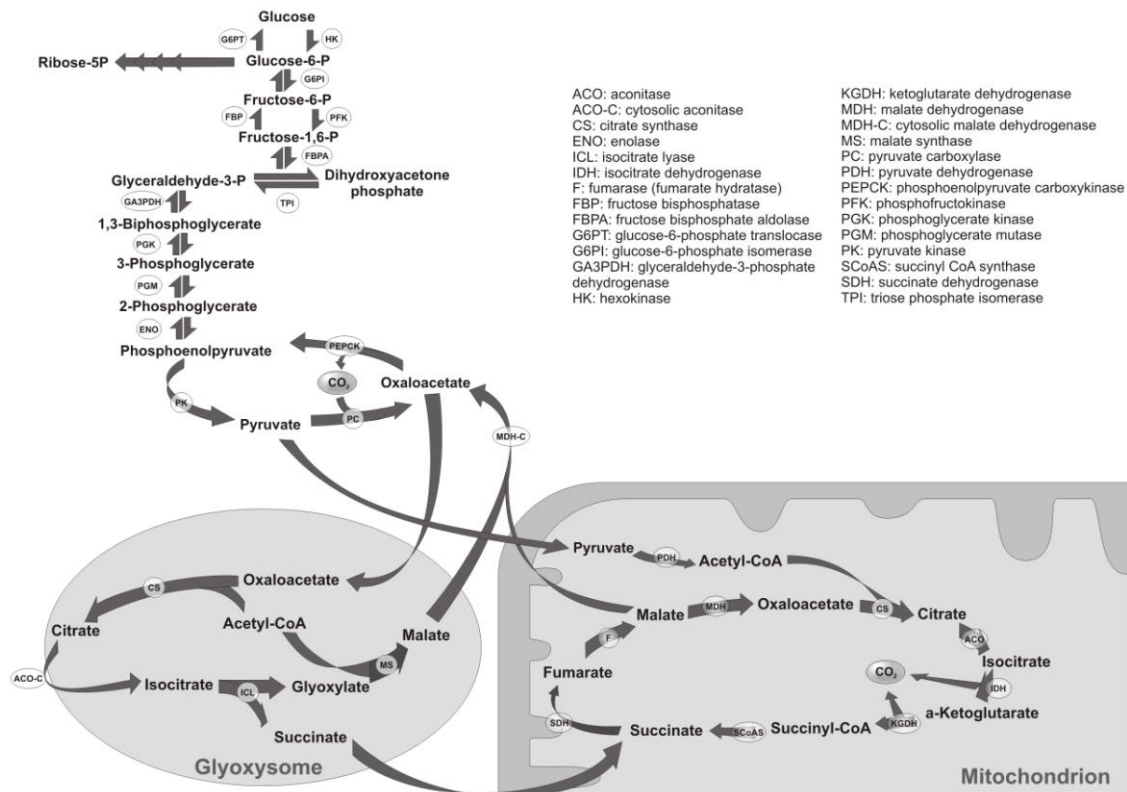 Glucose
G6PT
HK
Ribose-5P
Glucose-6-P
G6PI
Fructose-6-P
FBP
PFK
Fructose-1,6-P
FBPA
Glyceraldehyde-3-P
Dihydroxyacetone
phosphate
GA3PDH
TPI
1,3-Biphosphoglycerate
PGK
3-Phosphoglycerate
PGM
2-Phosphoglycerate
ENO
Phosphoenolpyruvate
PEPCK
CO2
Oxaloacetate
PK
Pyruvate
PC
MDH-C
ACO: aconitase
ACO-C: cytosolic aconitase
CS: citrate synthase
ENO: enolase
ICL: isocitrate lyase
IDH: isocitrate dehydrogenase
F: fumarase (fumarate hydratase)
FBP: fructose bisphosphatase
FBPA: fructose bisphosphate aldolase
G6PT: glucose-6-phosphate translocase
G6PI: glucose-6-phosphate isomerase
GA3PDH: glyceraldehyde-3-phosphate
dehydrogenase
HK: hexokinase
KGDH: ketoglutarate dehydrogenase
MDH: malate dehydrogenase
MDH-C: cytosolic malate dehydrogenase
MS: malate synthase
PC: pyruvate carboxylase
PDH: pyruvate dehydrogenase
PEPCK: phosphoenolpyruvate carboxykinase
PFK: phosphofructokinase
PGK: phosphoglycerate kinase
PGM: phosphoglycerate mutase
PK: pyruvate kinase
SCoAS: succinyl CoA synthase
SDH: succinate dehydrogenase
TPI: triose phosphate isomerase
Oxaloacetate
CS
Citrate
Acetyl-CoA
Malate
MS
ACO-C
Isocitrate
ICL
Glyoxylate
Succinate
Glyoxysome
Pyruvate
PDH
Acetyl-CoA
Malate
MDH
Oxaloacetate
CS
Citrate
F
ACO
Fumarate
CO2
Isocitrate
IDH
a-Ketoglutarate
SDH
Succinate
SCoAS
Succinyl-CoA
KGDH
Mitochondrion